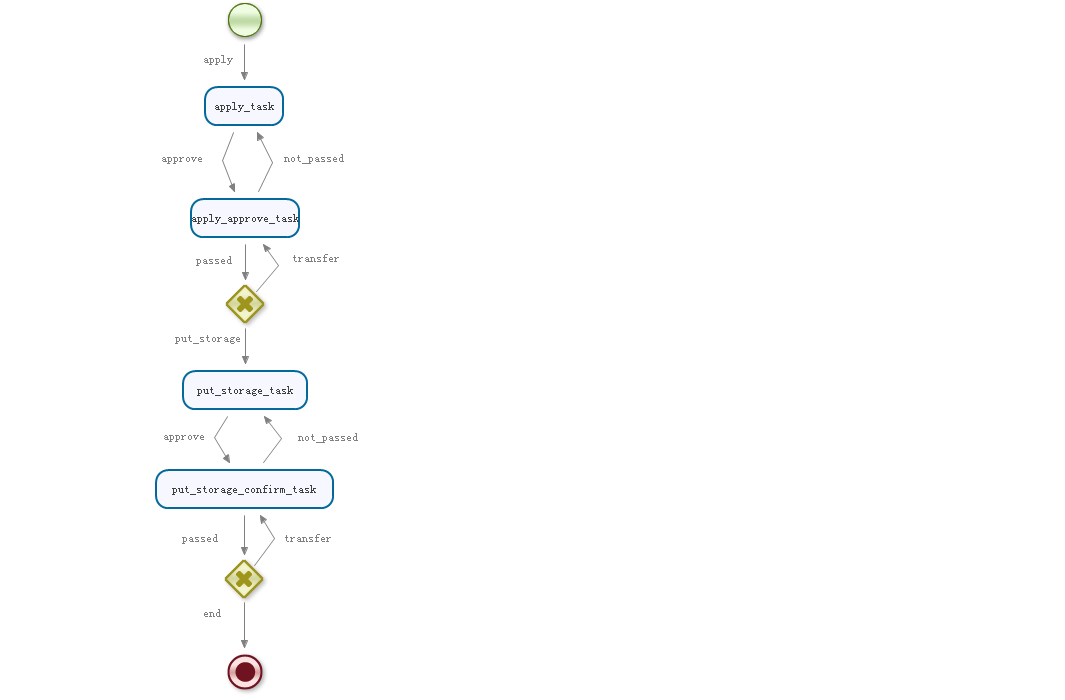 apply
apply_task
approve
not_passed
apply_approve_task
passed
transfer
put_storage
put_storage_task
approve
not_passed
put_storage_confirm_task
passed
transfer
end